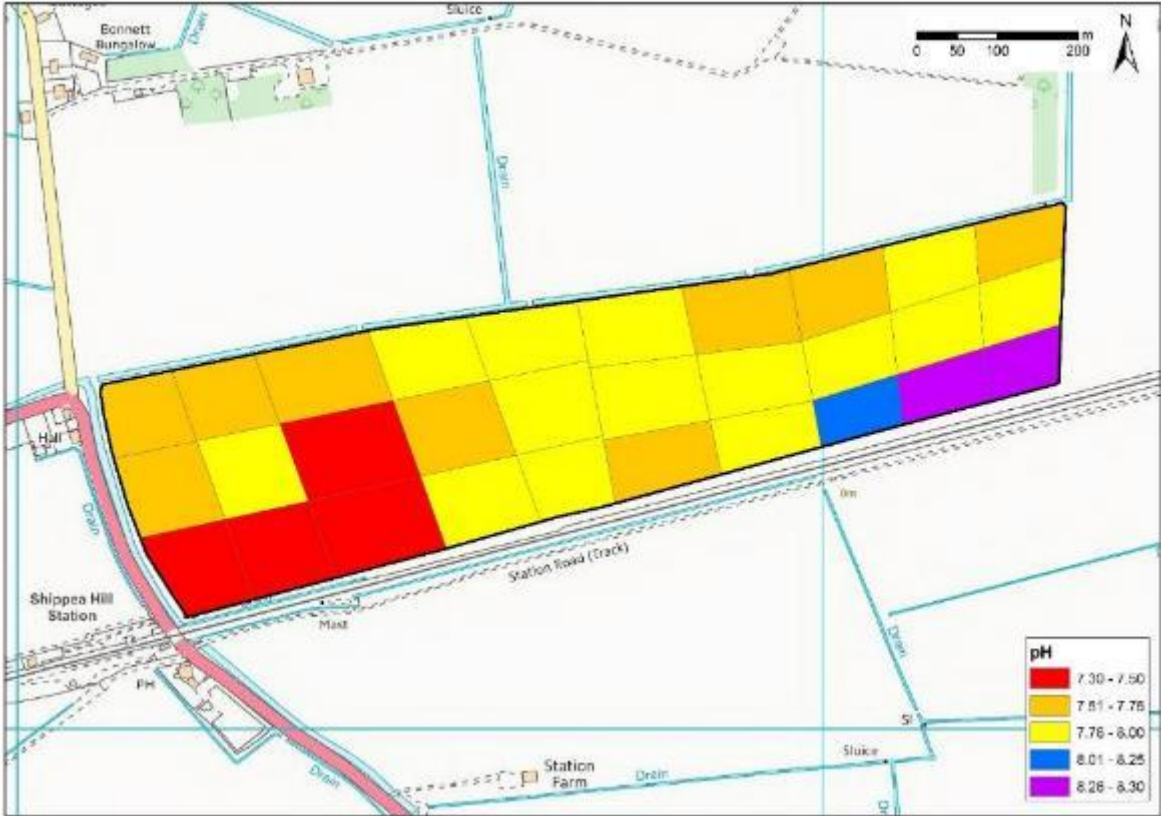 Bonnett
Bungalow
Drain
Sluice
N
m
0 50 100 200
Drain
Hall
Drain
Shippea Hill
Station
PH
Mast
Station Road (Track)
Drain
Sluice
Station
Farm
Drain
Drain
pH
7.30 - 7.50
7.51 - 7.75
7.76 - 8.00
8.01 - 8.25
8.26 - 8.30